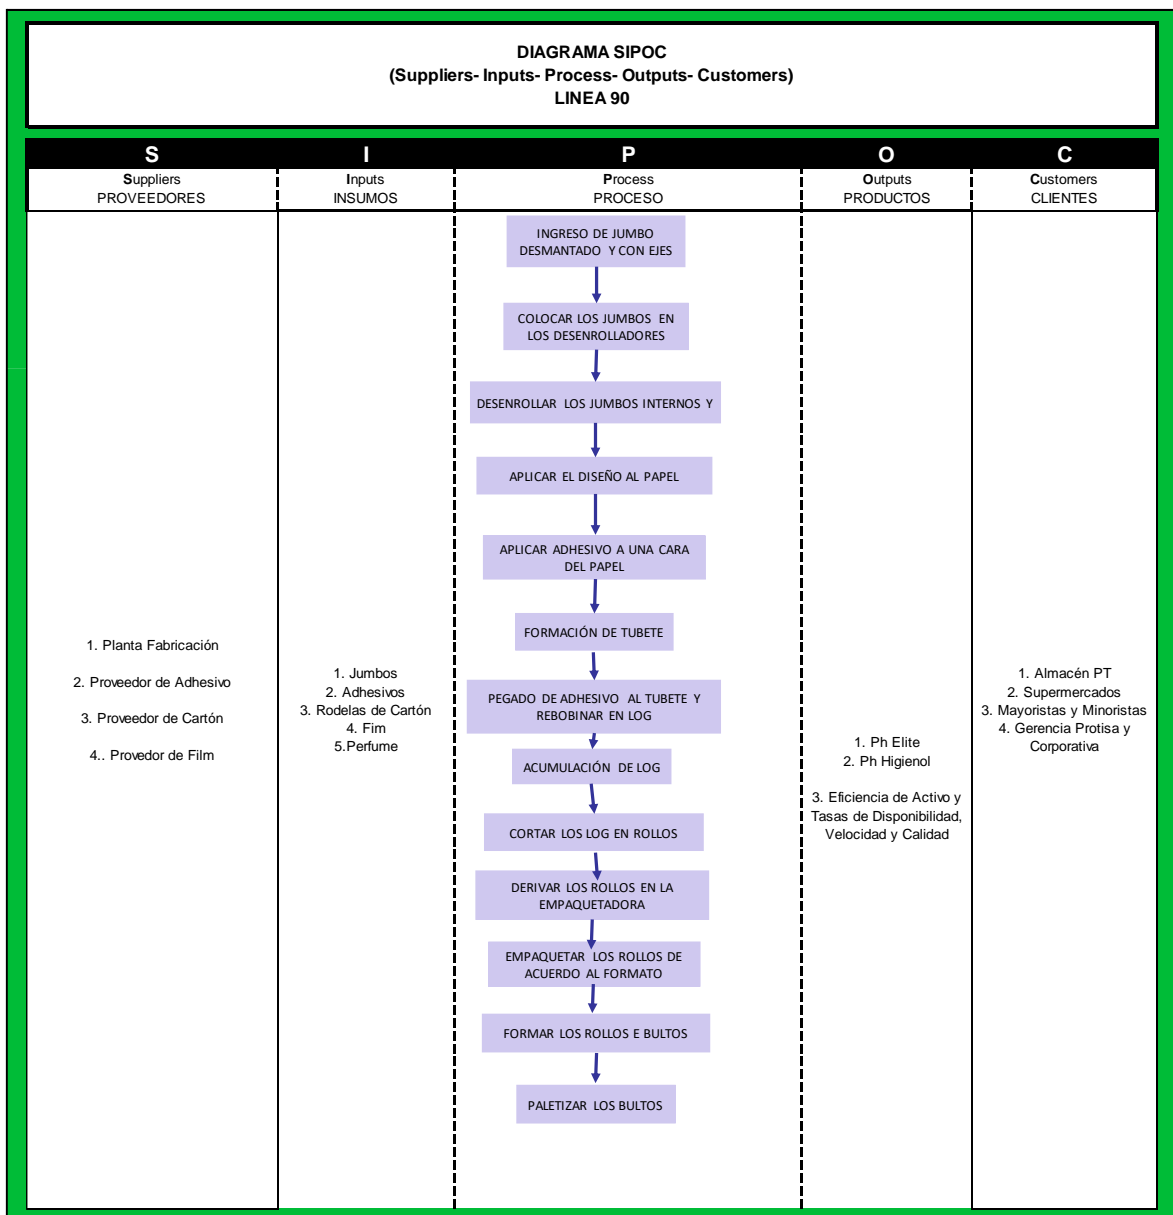 DIAGRAMA SIPOC
(Suppliers- Inputs- Process- Outputs- Customers)
LINEA 90
S
I
P
O
C
Suppliers
PROVEEDORES
Inputs
INSUMOS
Process
PROCESO
Outputs
PRODUCTOS
Customers
CLIENTES
1. Planta Fabricación
2. Proveedor de Adhesivo
3. Proveedor de Cartón
4.. Provedor de Film
1. Jumbos
2. Adhesivos
3. Rodelas de Cartón
4. Fim
5.Perfume
INGRESO DE JUMBO
DESMANTADO Y CON EJES
COLOCAR LOS JUMBOS EN
LOS DESENROLLADORES
DESENROLLAR LOS JUMBOS INTERNOS Y
APLICAR EL DISEÑO AL PAPEL
APLICAR ADHESIVO A UNA CARA
DEL PAPEL
FORMACIÓN DE TUBETE
PEGADO DE ADHESIVO AL TUBETE Y
REBOBINAR EN LOG
ACUMULACIÓN DE LOG
CORTAR LOS LOG EN ROLLOS
DERIVAR LOS ROLLOS EN LA
EMPAQUETADORA
EMPAQUETAR LOS ROLLOS DE
ACUERDO AL FORMATO
FORMAR LOS ROLLOS E BULTOS
PALETIZAR LOS BULTOS
1. Ph Elite
2. Ph Higienol
3. Eficiencia de Activo y
Tasas de Disponibilidad,
Velocidad y Calidad
1. Almacén PT
2. Supermercados
3. Mayoristas y Minoristas
4. Gerencia Protisa y
Corporativa